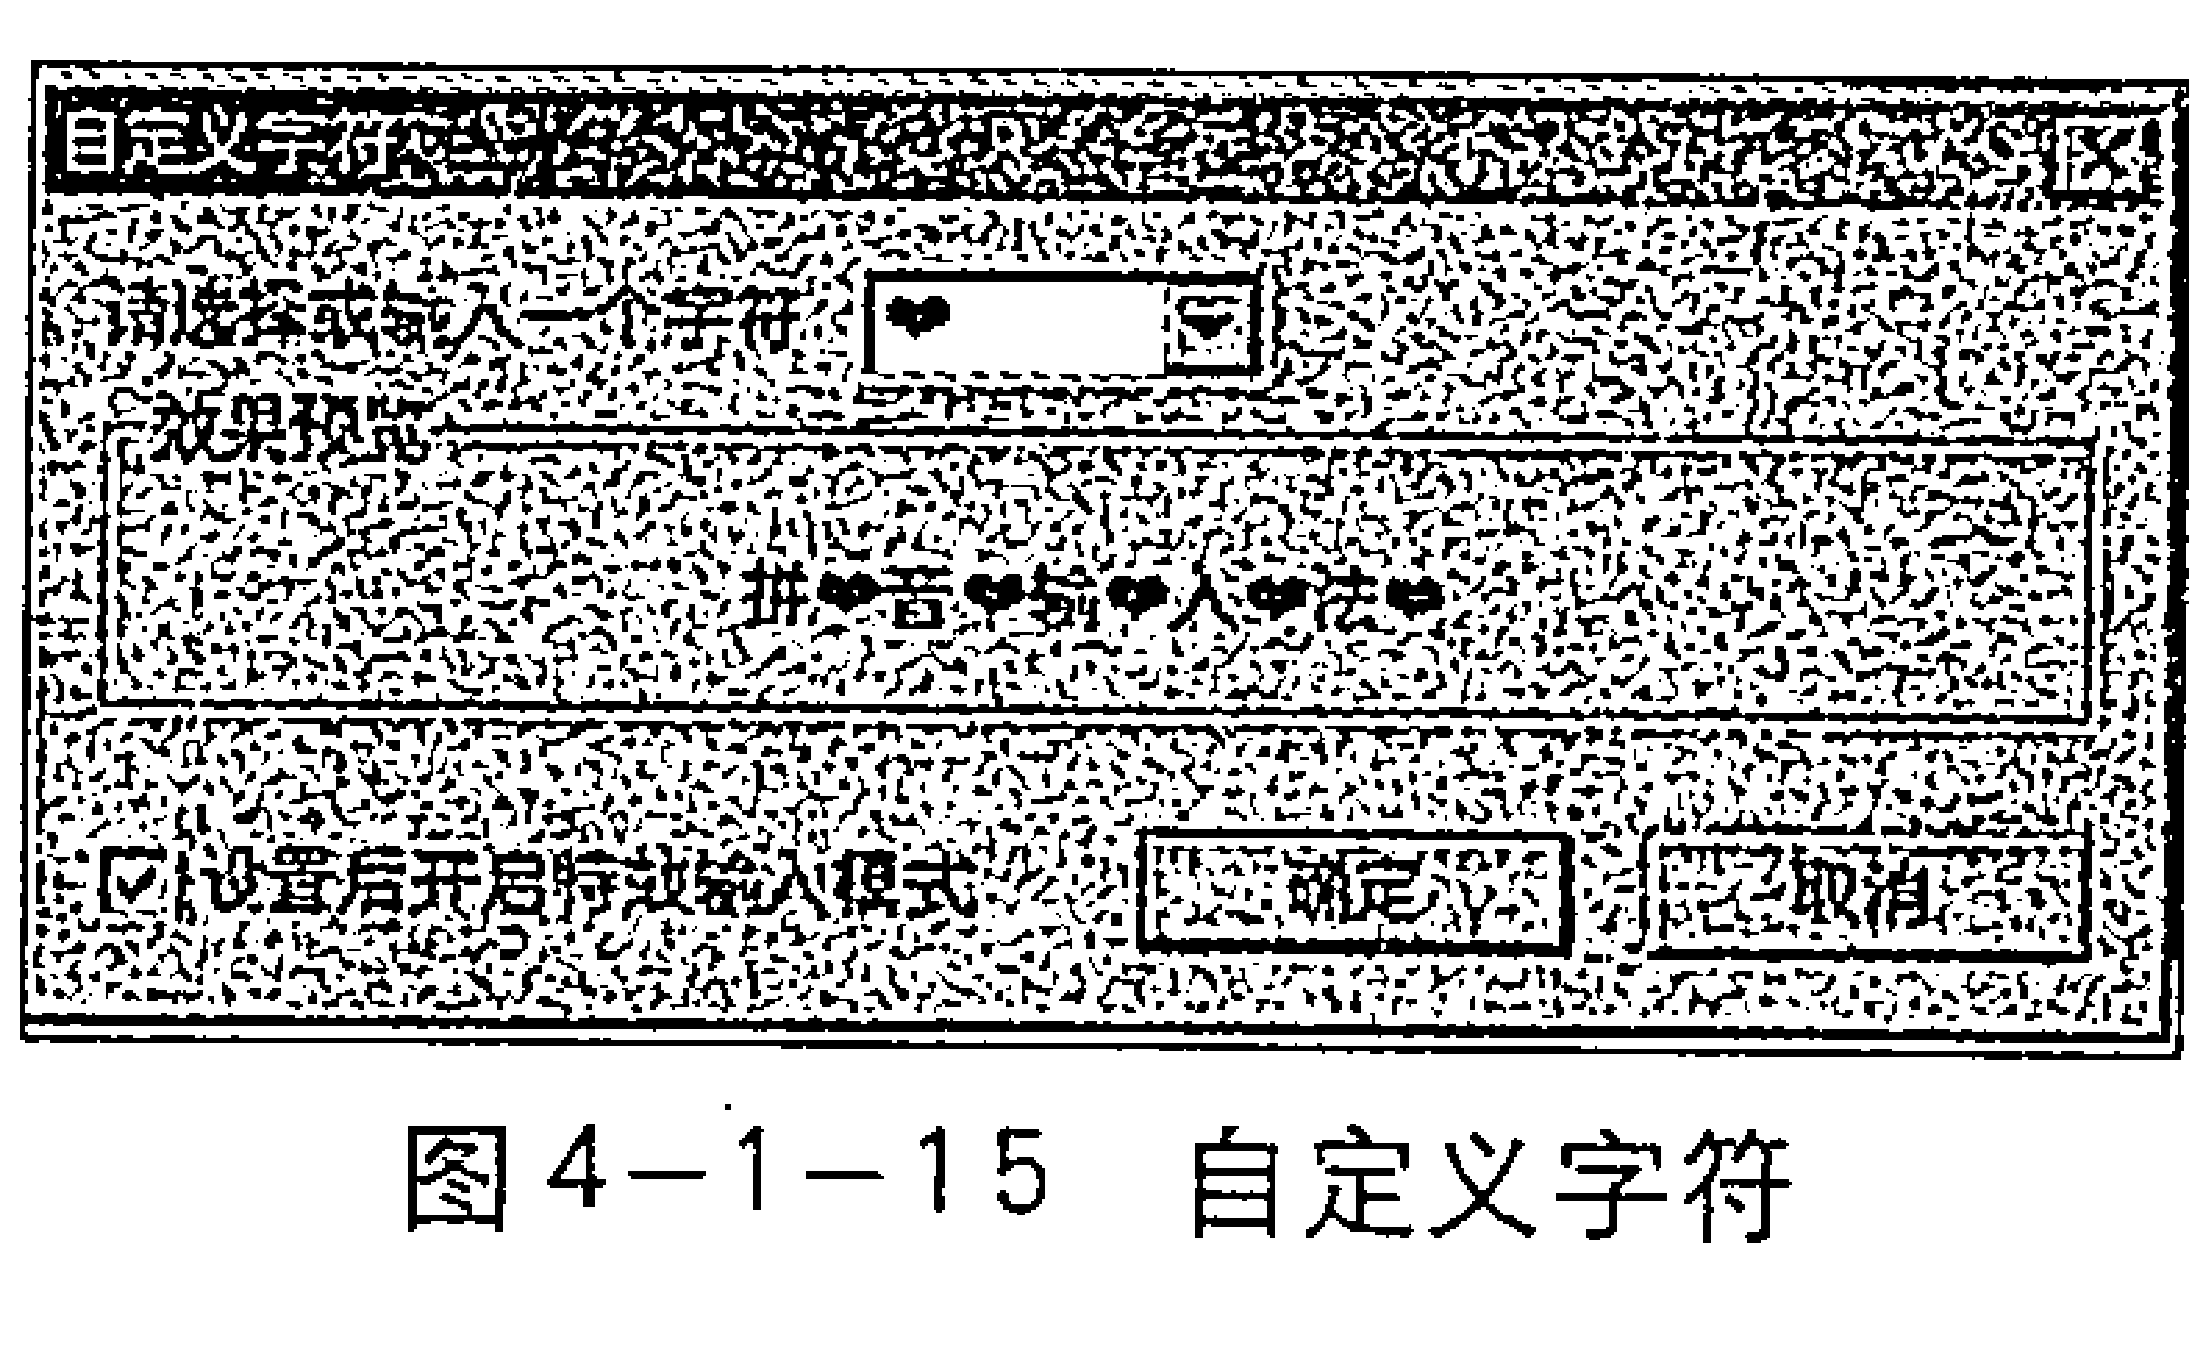 自定义字符
请选择或输入一个字符 ♥
效果预览
拼♥音♥输♥入♥法♥
设置后开启特效输入模式 确定 取消
图4-1-15 自定义字符